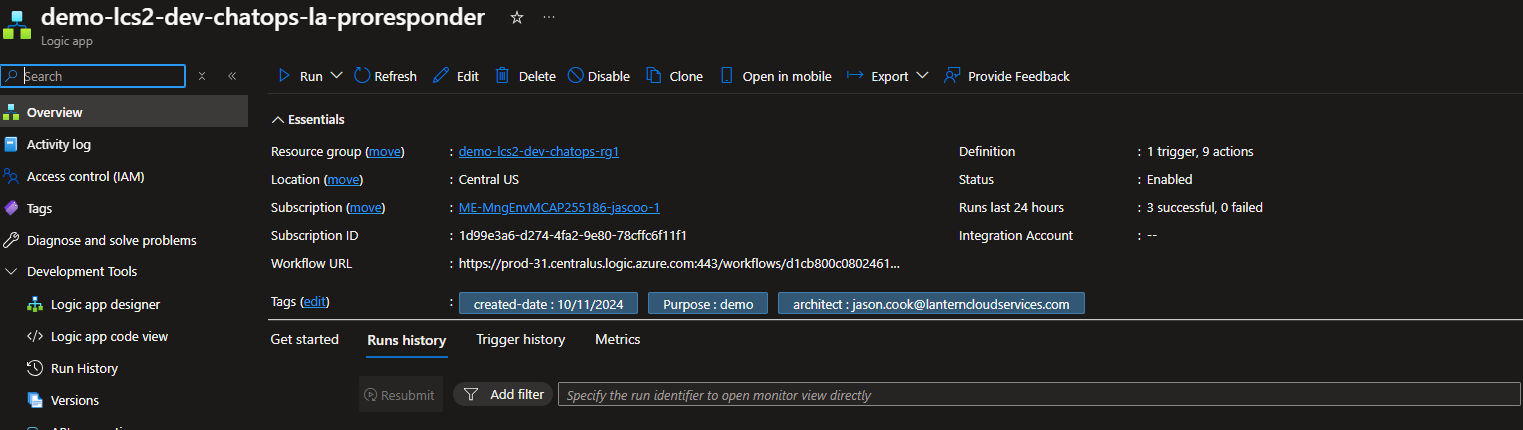 demo-lcs2-dev-chatops-la-proresponder
Logic app
Search
Run Refresh Edit Delete Disable Clone Open in mobile Export Provide Feedback
Overview
Activity log
Access control (IAM)
Tags
Diagnose and solve problems
Development Tools
Logic app designer
</> Logic app code view
Run History
Versions
Essentials
Resource group (move) : demo-lcs2-dev-chatops-rg1
Location (move) : Central US
Subscription (move) : ME-MngEnvMCAP255186-jascoo-1
Subscription ID : 1d99e3a6-d274-4fa2-9e80-78cffc6f11f1
Workflow URL : https://prod-31.centralus.logic.azure.com:443/workflows/d1cb800c0802461...
Tags (edit) : created-date : 10/11/2024 Purpose : demo architect : jason.cook@lanterncloudservices.com
Definition : 1 trigger, 9 actions
Status : Enabled
Runs last 24 hours : 3 successful, 0 failed
Integration Account : --
Get started Runs history Trigger history Metrics
Resubmit Add filter Specify the run identifier to open monitor view directly